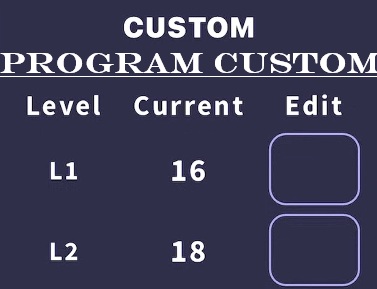 CUSTOM
PROGRAM CUSTOM
Level Current Edit
L1 16
L2 18